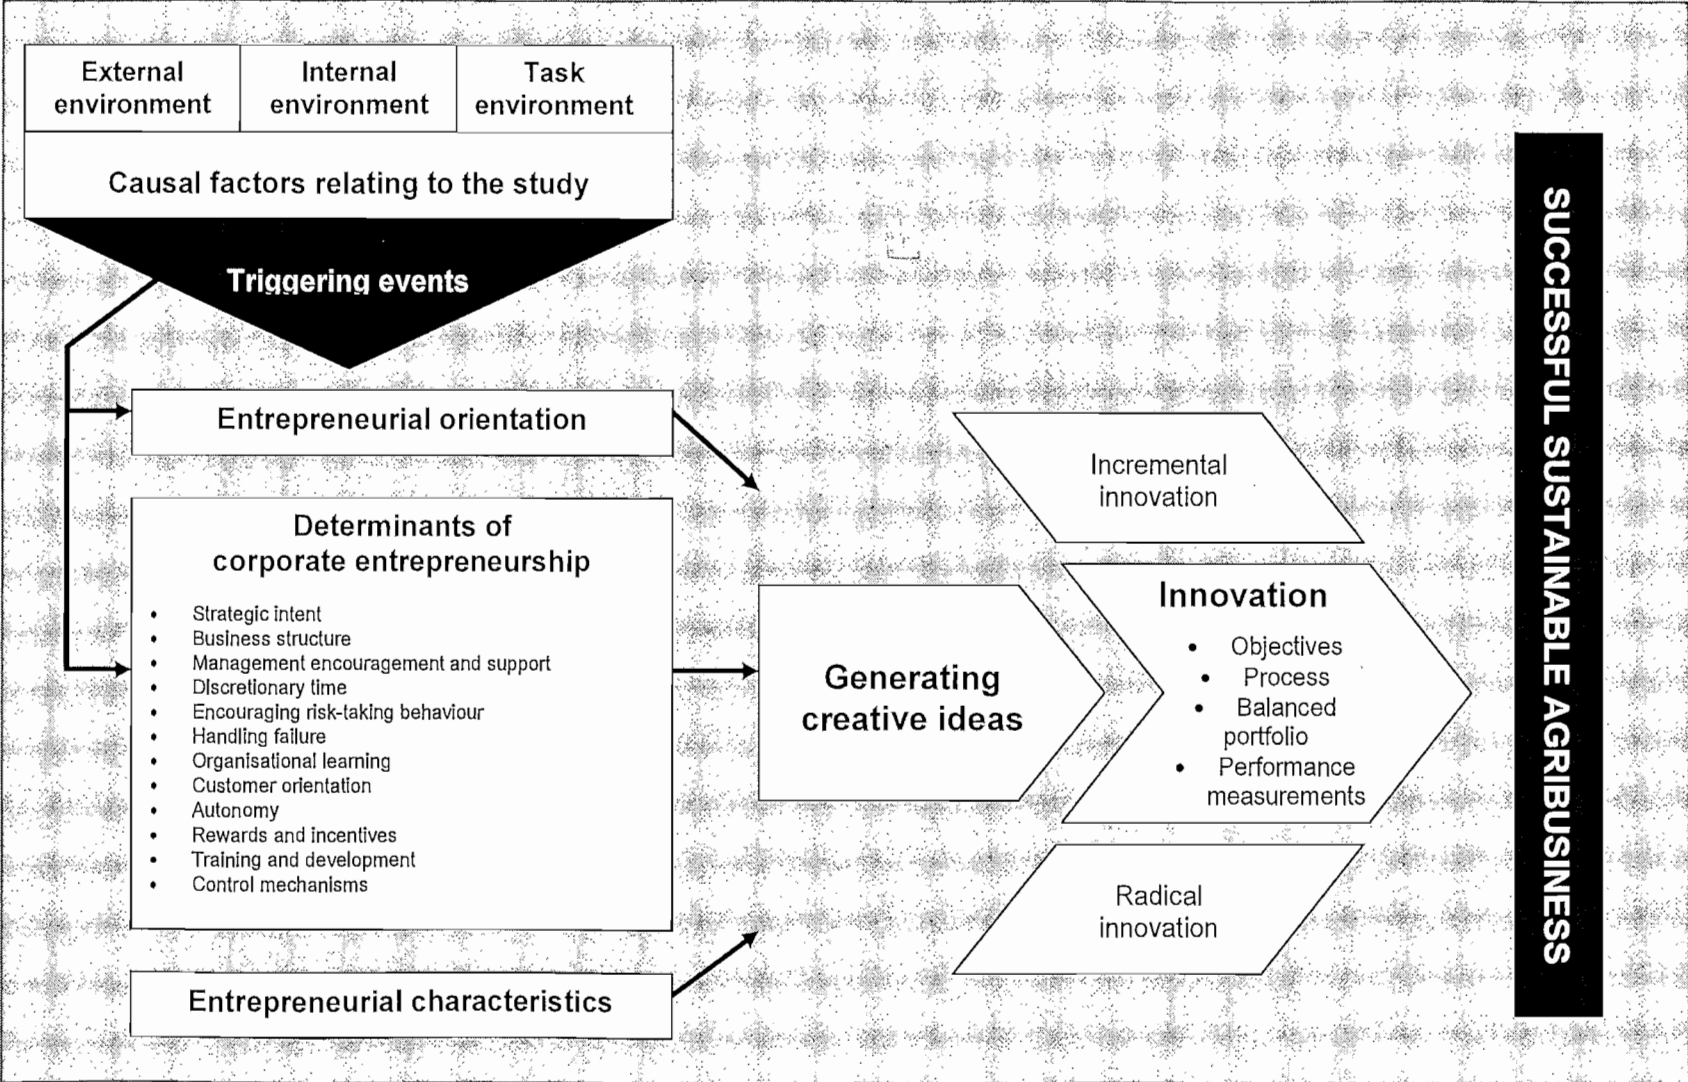 External
environment
Internal
environment
Task
environment
Causal factors relating to the study
Triggering events
Entrepreneurial orientation
Determinants of
corporate entrepreneurship
• Strategic intent
• Business structure
• Management encouragement and support
• Discretionary time
• Encouraging risk-taking behaviour
• Handling failure
• Organisational learning
• Customer orientation
• Autonomy
• Rewards and incentives
• Training and development
• Control mechanisms
Entrepreneurial characteristics
Generating
creative ideas
Incremental
innovation
Innovation
• Objectives
• Process
• Balanced
portfolio
• Performance
measurements
Radical
innovation
SUCCESSFUL SUSTAINABLE AGRIBUSINESS